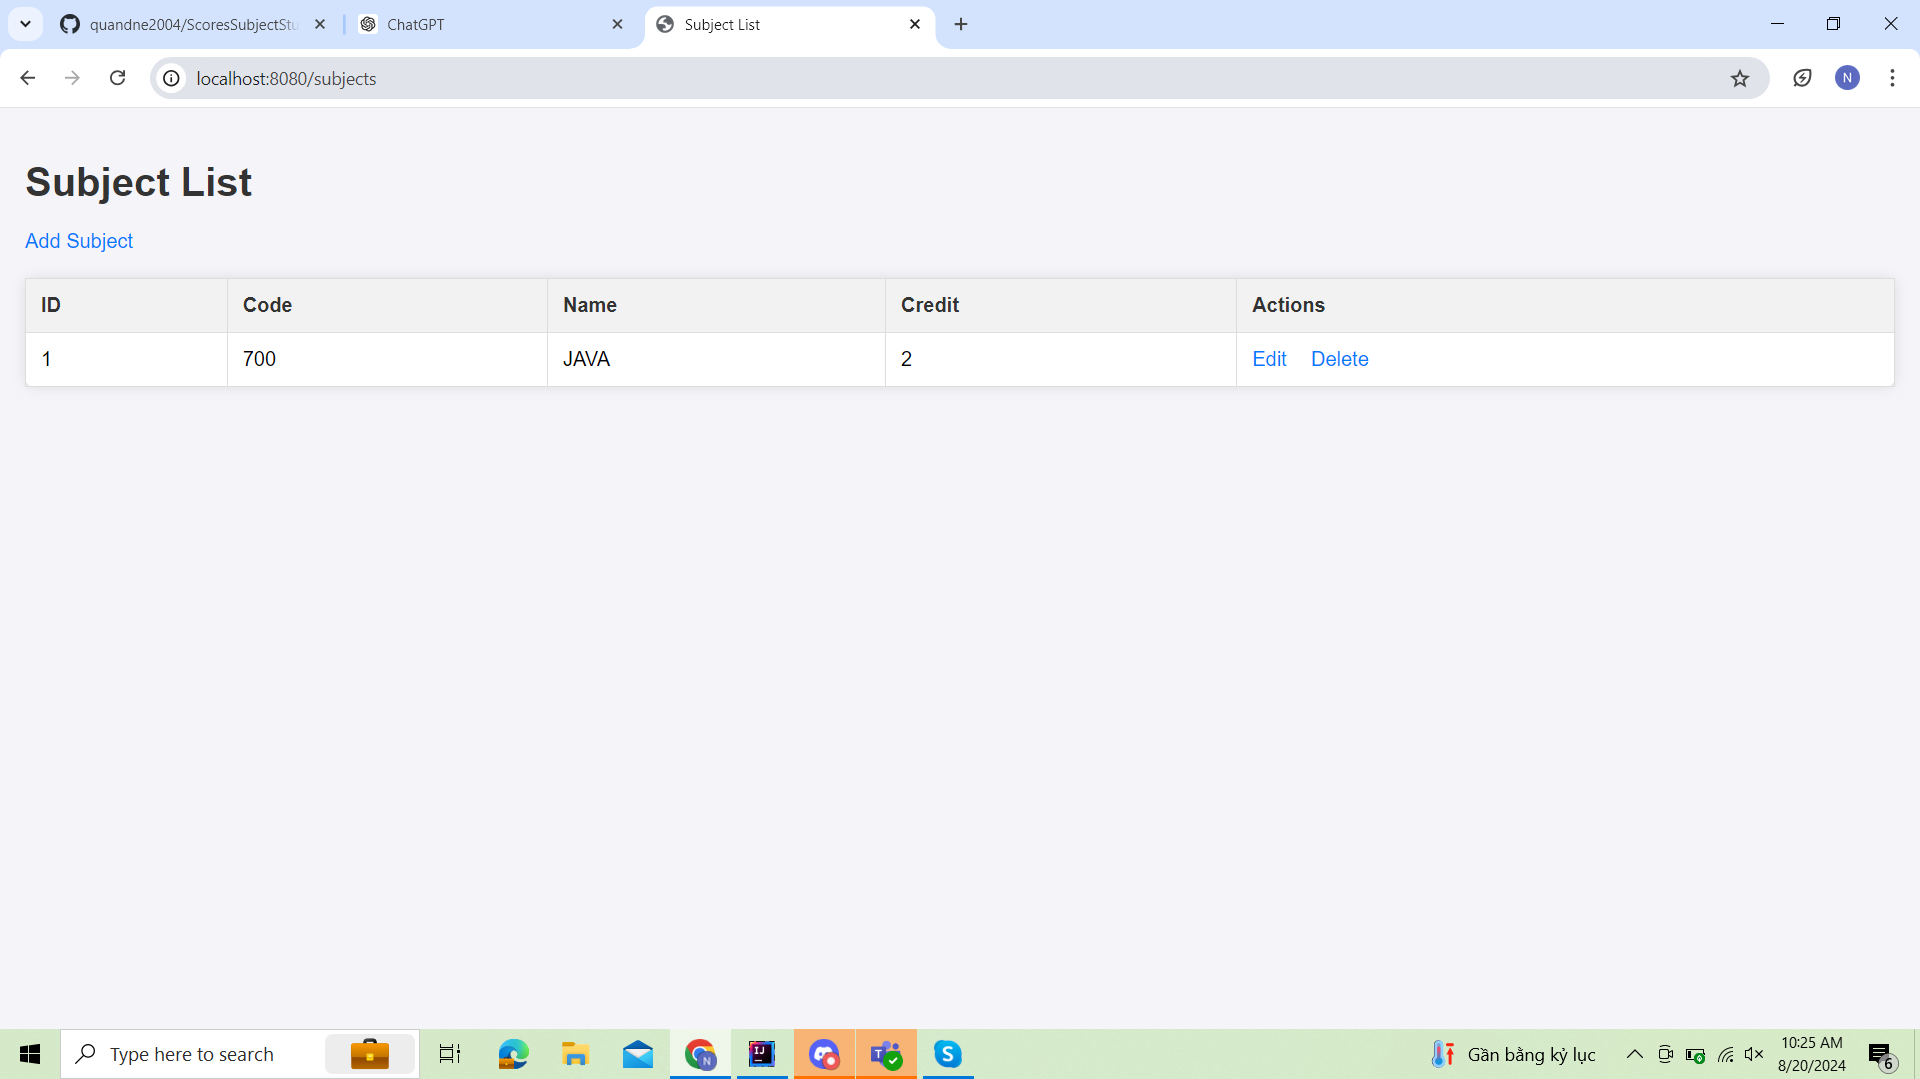 quandne2004/ScoresSubjectStu
ChatGPT
Subject List
localhost:8080/subjects
N
Subject List
Add Subject
ID Code Name Credit Actions
1 700 JAVA 2 Edit Delete
Type here to search
N
IJ
T
S
Gần bằng kỷ lục
10:25 AM
8/20/2024
6